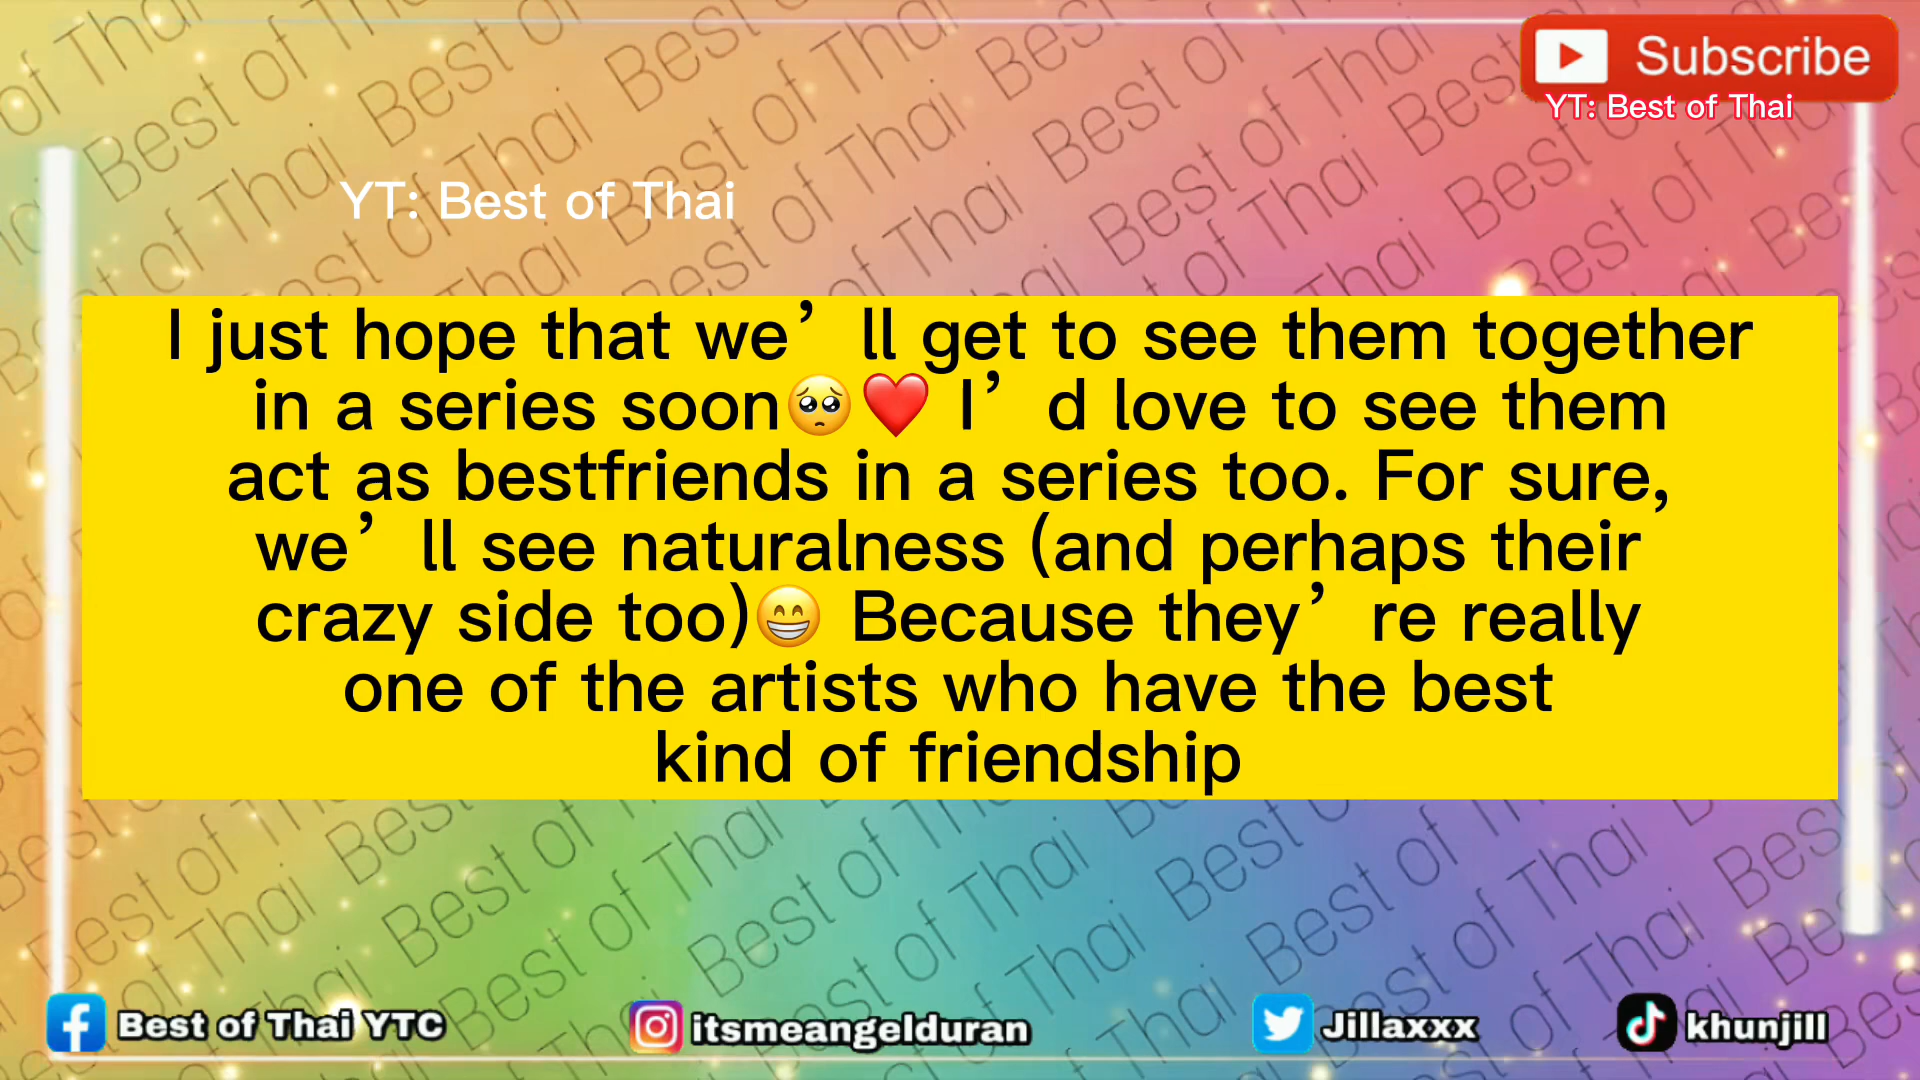 Subscribe
YT: Best of Thai
YT: Best of Thai
I just hope that we’ll get to see them together
in a series soon🥺❤️ I’d love to see them
act as bestfriends in a series too. For sure,
we’ll see naturalness (and perhaps their
crazy side too)😁 Because they’re really
one of the artists who have the best
kind of friendship
Best of Thai YTC
itsmeangelduran
Jillaxxx
khunjill